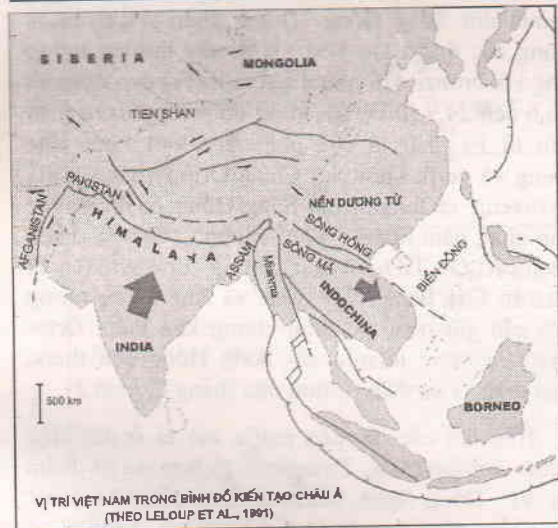 SIBERIA
MONGOLIA
TIEN SHAN
PAKISTAN
AFGANISTAN
HIMALAYA
ASSAM
NỀN DƯƠNG TỬ
SÔNG HỒNG
SÔNG MÃ
Mianma
INDOCHINA
BIỂN ĐÔNG
INDIA
500 km
BORNEO
VỊ TRÍ VIỆT NAM TRONG BÌNH ĐỒ KIẾN TẠO CHÂU Á
(THEO LELOUP ET AL., 1991)